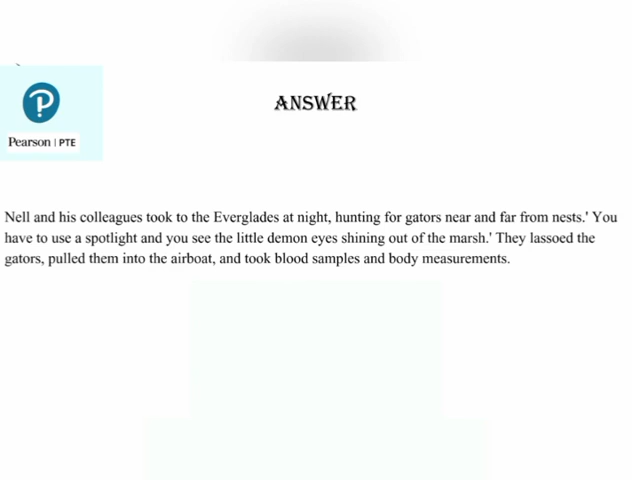 Pearson | PTE
ANSWER
Nell and his colleagues took to the Everglades at night, hunting for gators near and far from nests.' You
have to use a spotlight and you see the little demon eyes shining out of the marsh.' They lassoed the
gators, pulled them into the airboat, and took blood samples and body measurements.